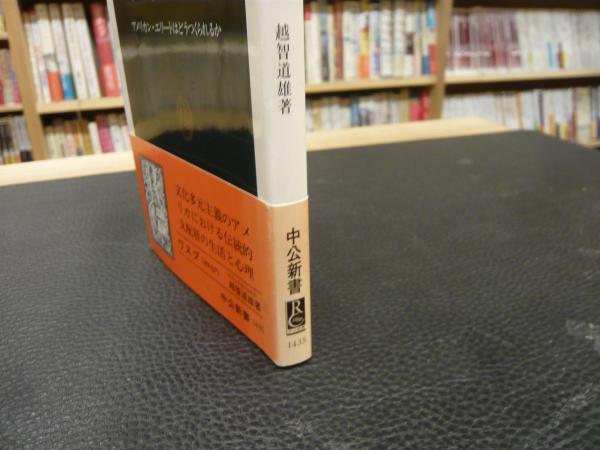 アメリカン・エリートはどうつくられるか
越智道雄著
文化多元主義のアメ
リカにおける伝統的
支配階の生活と心理
ワスプ
越智道雄著
中公新書 1435
中公新書
R
C
1435